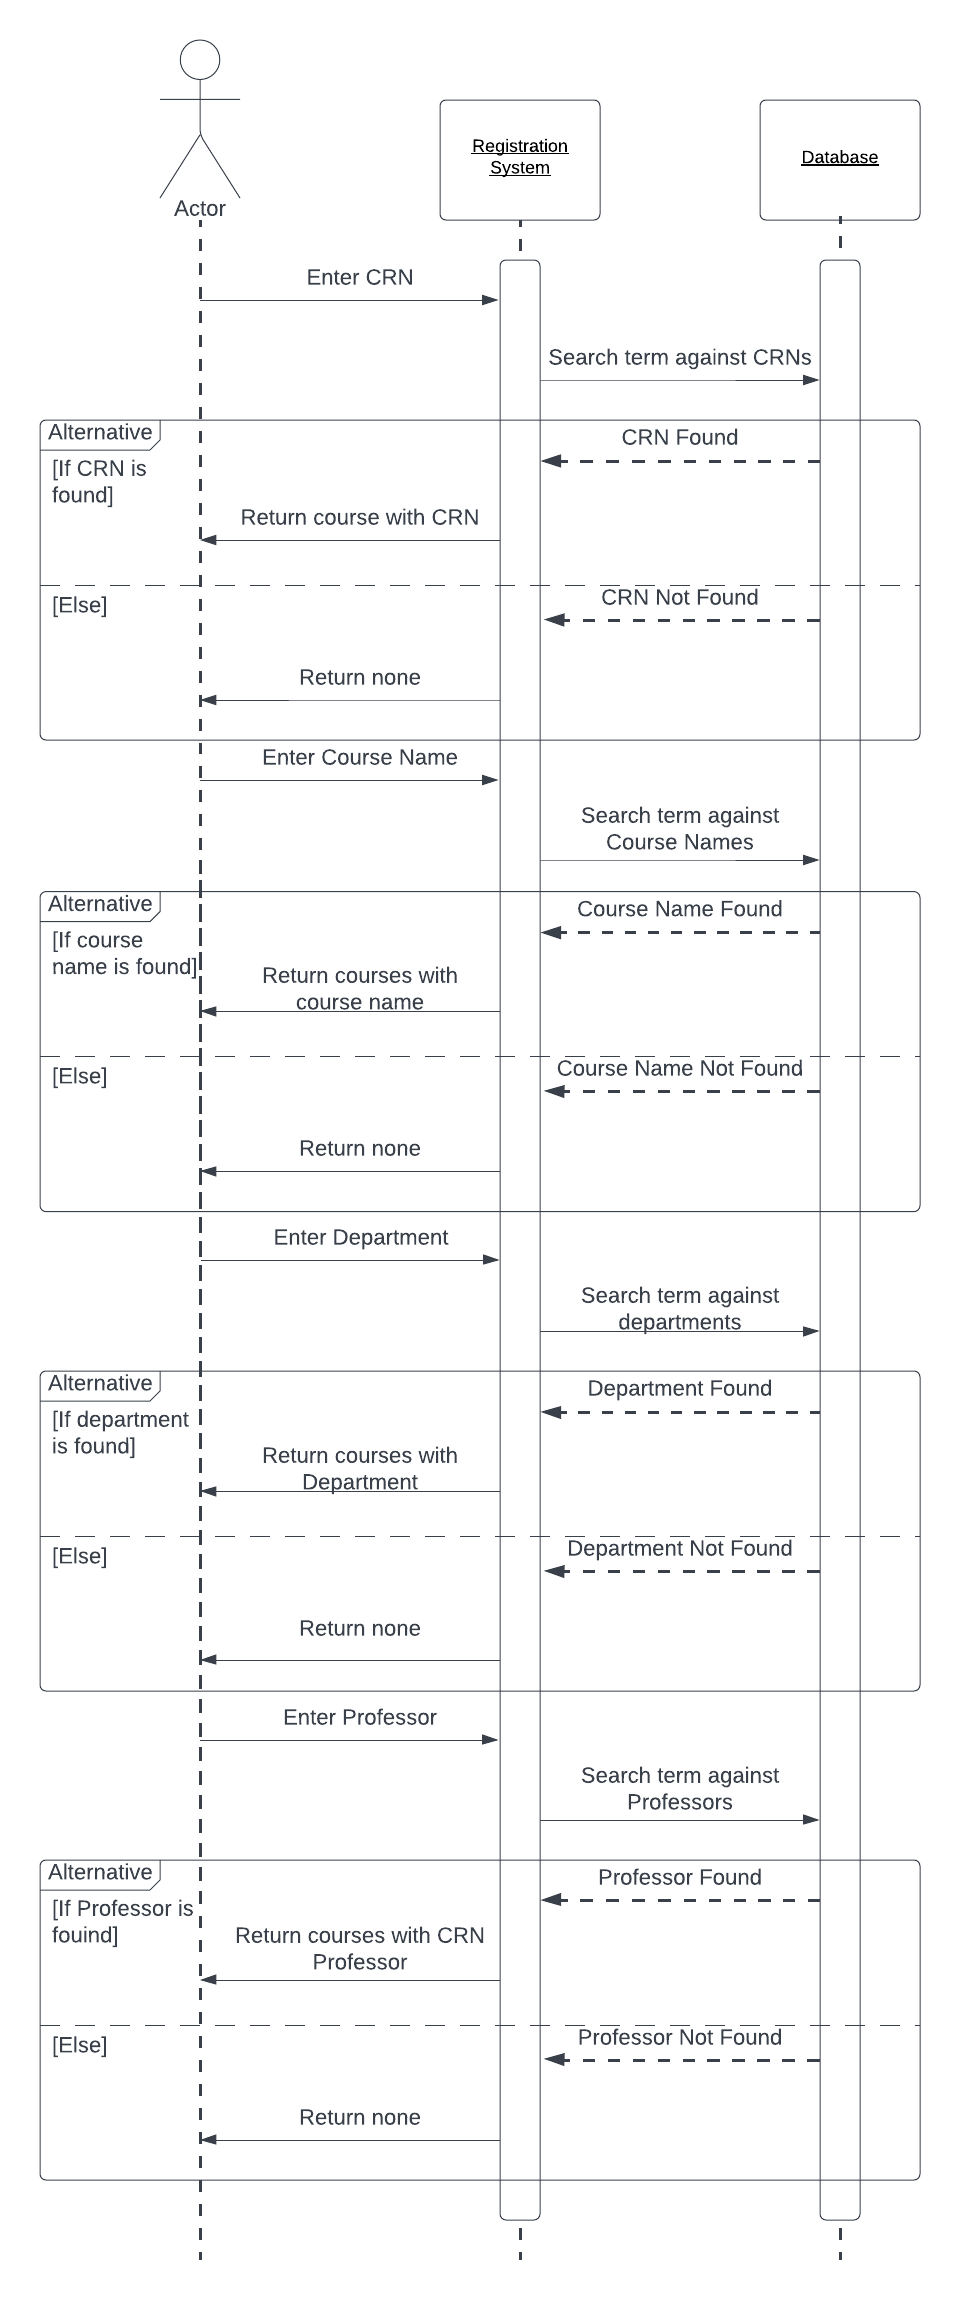 Registration
System
Database
Actor
Enter CRN
Search term against CRNs
Alternative
CRN Found
[If CRN is
found]
Return course with CRN
[Else]
CRN Not Found
Return none
Enter Course Name
Search term against
Course Names
Alternative
Course Name Found
[If course
name is found]
Return courses with
course name
[Else]
Course Name Not Found
Return none
Enter Department
Search term against
departments
Alternative
Department Found
[If department
is found]
Return courses with
Department
[Else]
Department Not Found
Return none
Enter Professor
Search term against
Professors
Alternative
Professor Found
[If Professor is
fouind]
Return courses with CRN
Professor
[Else]
Professor Not Found
Return none